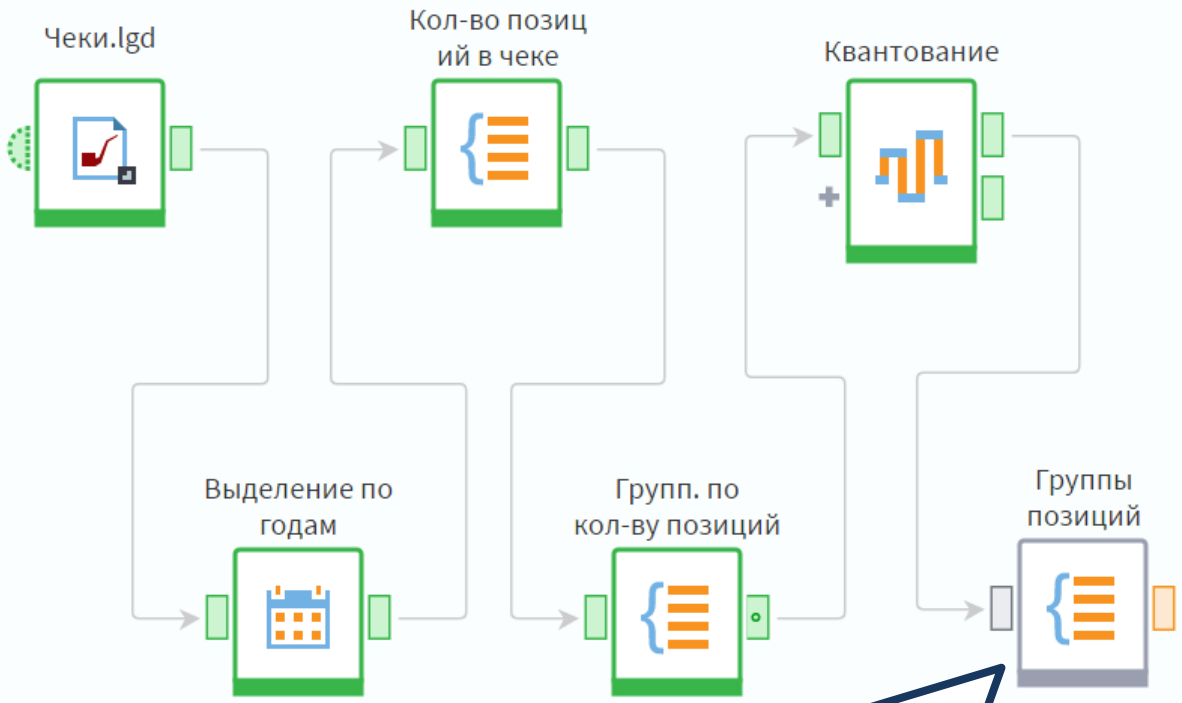 Чеки.lgd
Кол-во позиц
ий в чеке
Квантование
Выделение по
годам
Групп. по
кол-ву позиций
Группы
позиций